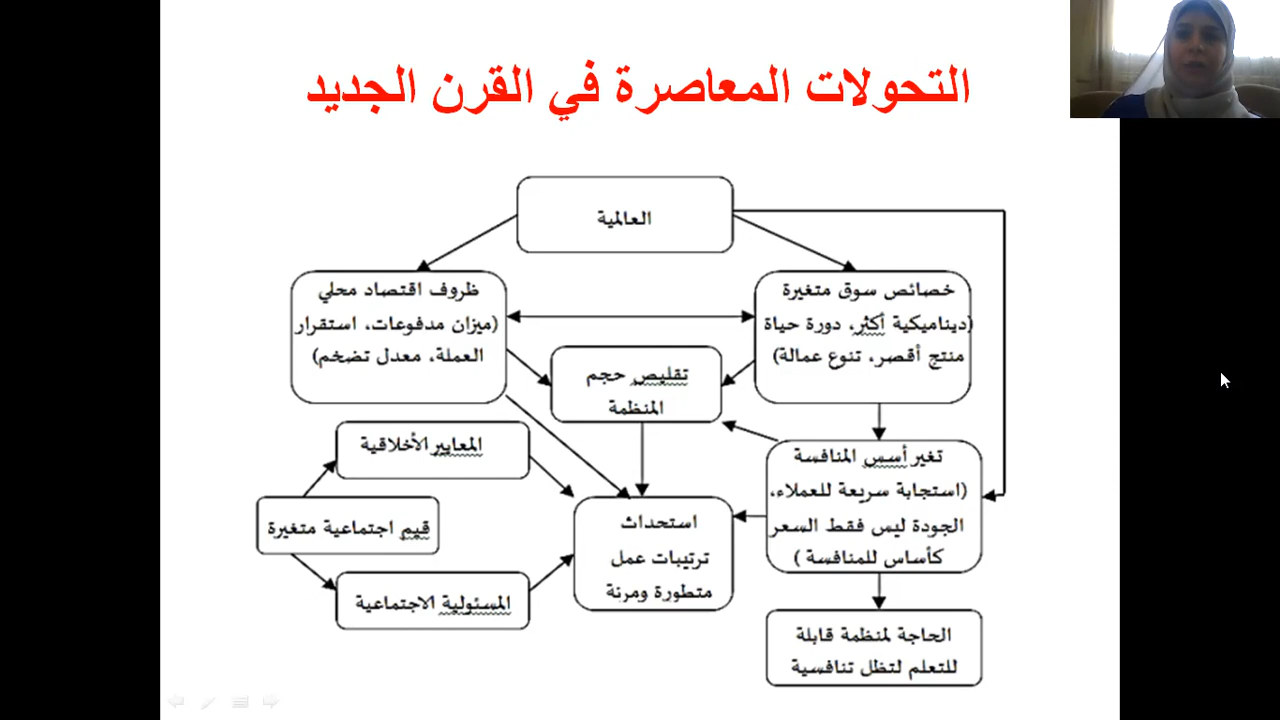 التحولات المعاصرة في القرن الجديد
العالمية
خصائص سوق متغيرة
(ديناميكية أكثر، دورة حياة
منتج أقصر، تنوع عمالة)
ظروف اقتصاد محلي
(ميزان مدفوعات، استقرار
العملة، معدل تضخم)
تقليص حجم
المنظمة
المعايير الأخلاقية
تغير أسس المنافسة
(استجابة سريعة للعملاء،
الجودة ليس فقط السعر
كأساس للمنافسة )
قيم اجتماعية متغيرة
استحداث
ترتيبات عمل
متطورة ومرنة
المسئولية الاجتماعية
الحاجة لمنظمة قابلة
للتعلم لتظل تنافسية